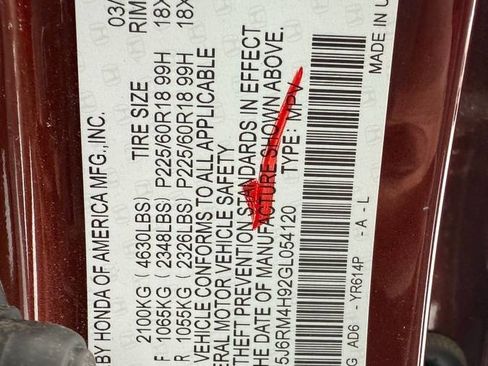 BY HONDA OF AMERICA MFG., INC. 03/
2100KG ( 4630LBS) TIRE SIZE RIM
F 1065KG ( 2348LBS) P225/60R18 99H 18X
R 1055KG ( 2326LBS) P225/60R18 99H 18X
VEHICLE CONFORMS TO ALL APPLICABLE
ERAL MOTOR VEHICLE SAFETY
THEFT PREVENTION STANDARDS IN EFFECT
THE DATE OF MANUFACTURE SHOWN ABOVE.
5J6RM4H92GL054120 TYPE: MPV
G AD6 - YR614P - A - L MADE IN U